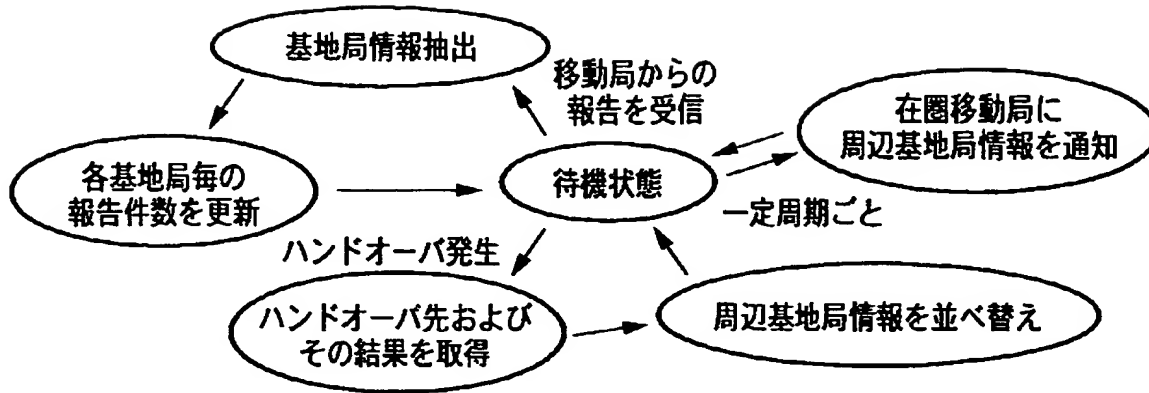 基地局情報抽出
移動局からの
報告を受信
在圏移動局に
周辺基地局情報を通知
各基地局毎の
報告件数を更新
待機状態
一定周期ごと
ハンドオーバ発生
ハンドオーバ先および
その結果を取得
周辺基地局情報を並べ替え